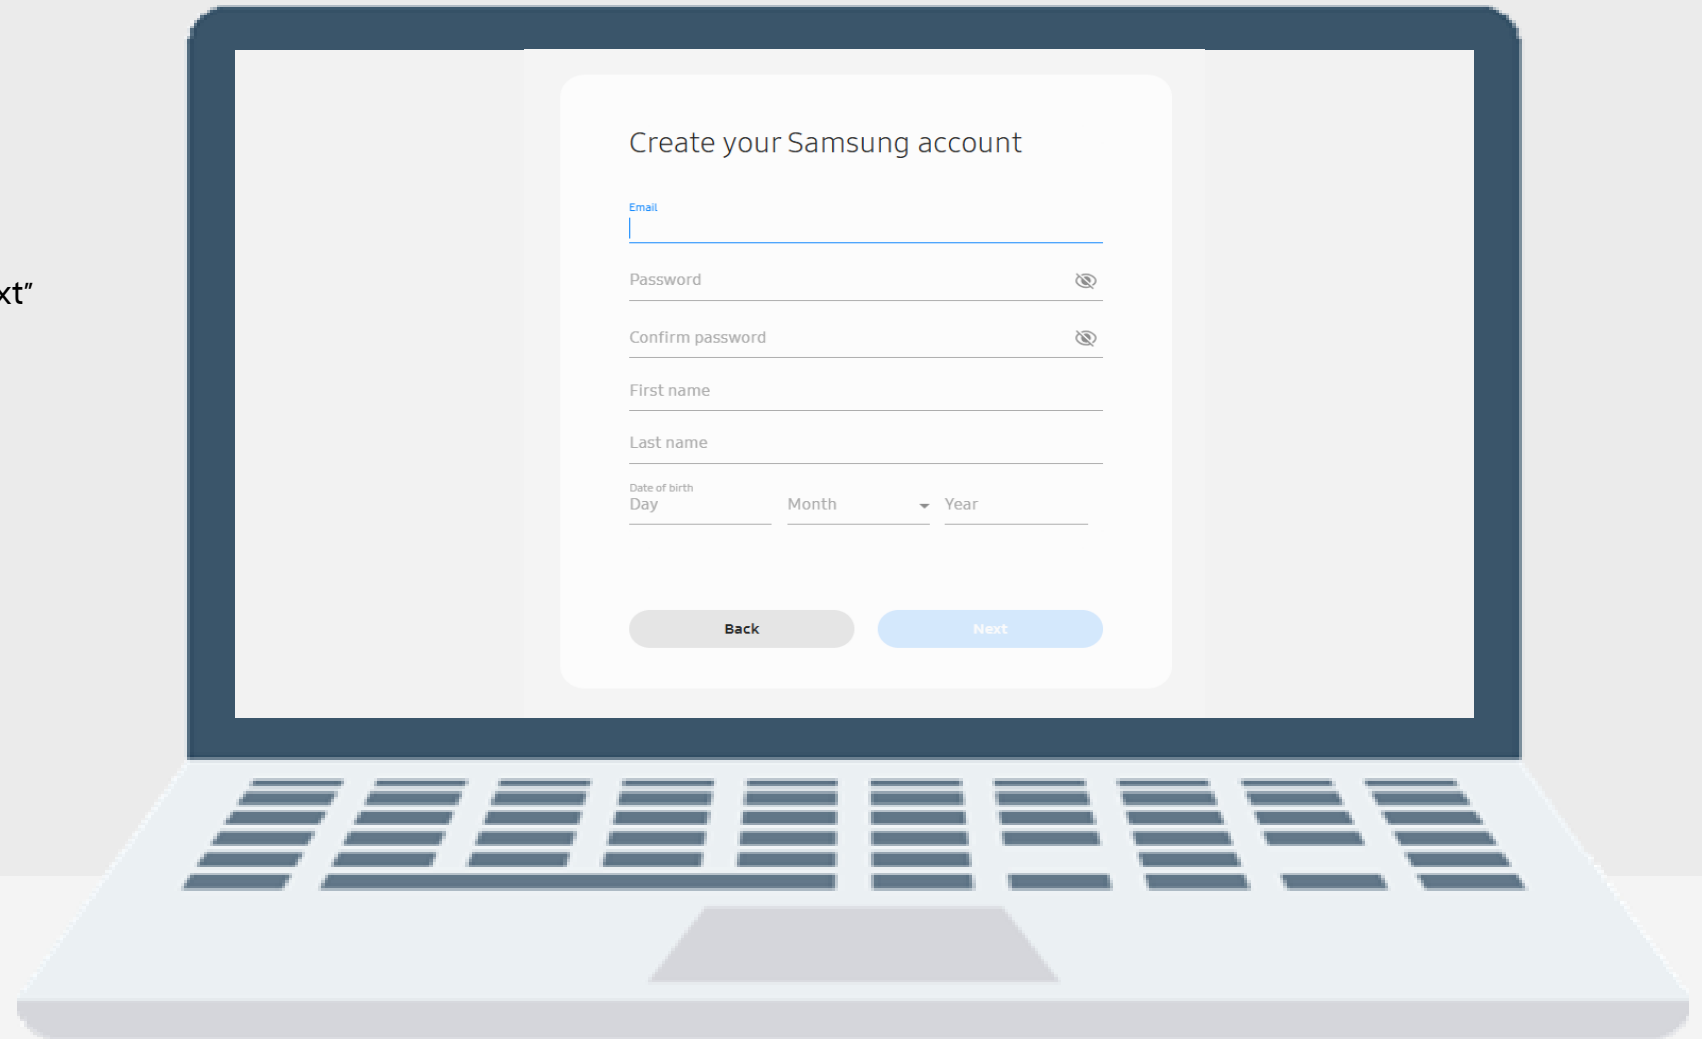 xt”
Create your Samsung account
Email
Password
Confirm password
First name
Last name
Date of birth
Day Month Year
Back Next